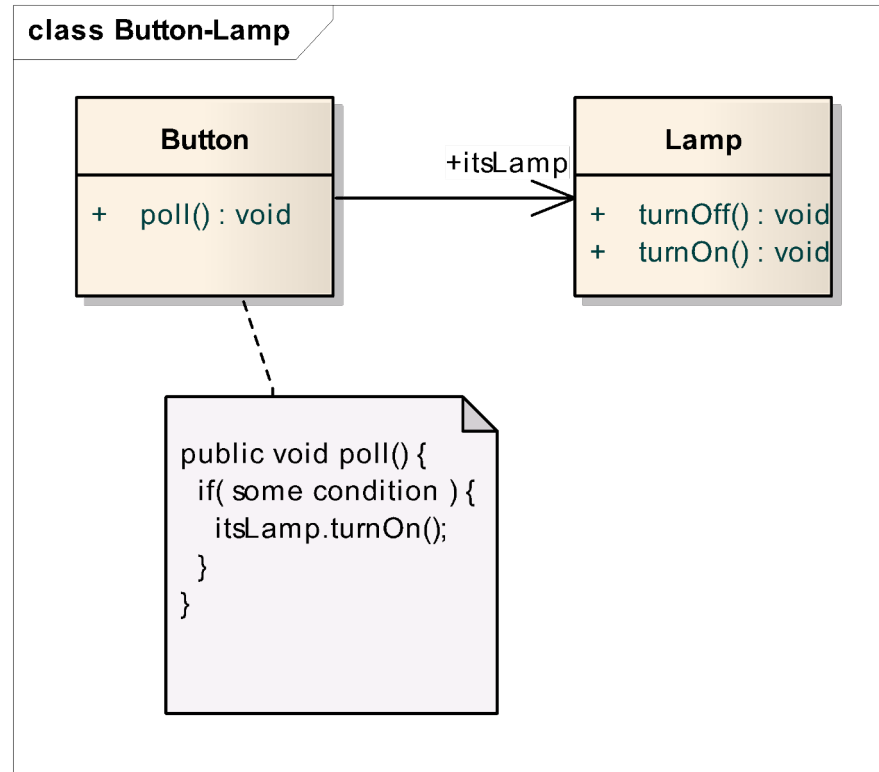 class Button-Lamp
Button
+ poll() : void
+itsLamp
Lamp
+ turnOff() : void
+ turnOn() : void
public void poll() {
if( some condition ) {
itsLamp.turnOn();
}
}